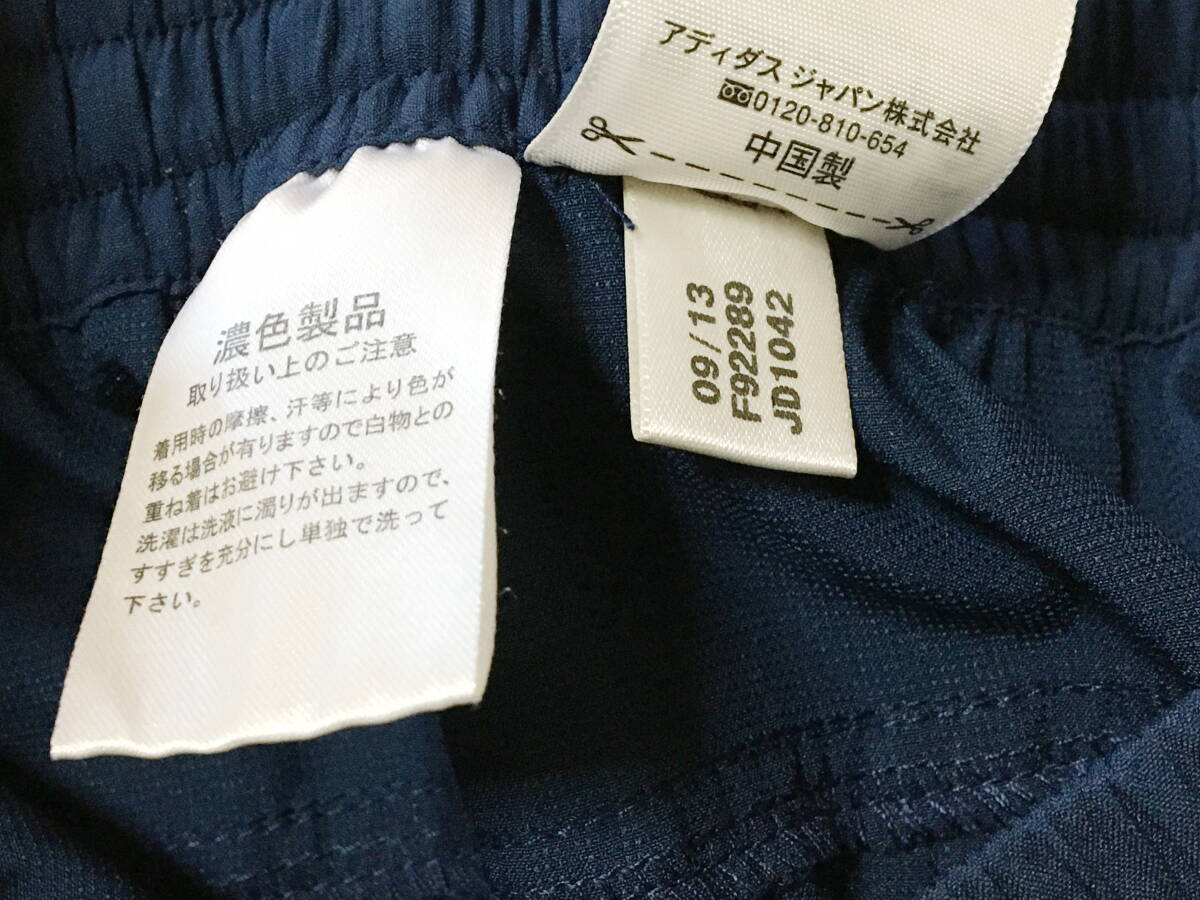 アディダス ジャパン株式会社
0120-810-654
中国製
09/13
F92289
JD1042
濃色製品
取り扱い上のご注意
着用時の摩擦、汗等により色が
移る場合が有りますので白物との
重ね着はお避け下さい。
洗濯は洗液に濁りが出ますので、
すすぎを充分にし単独で洗って
下さい。